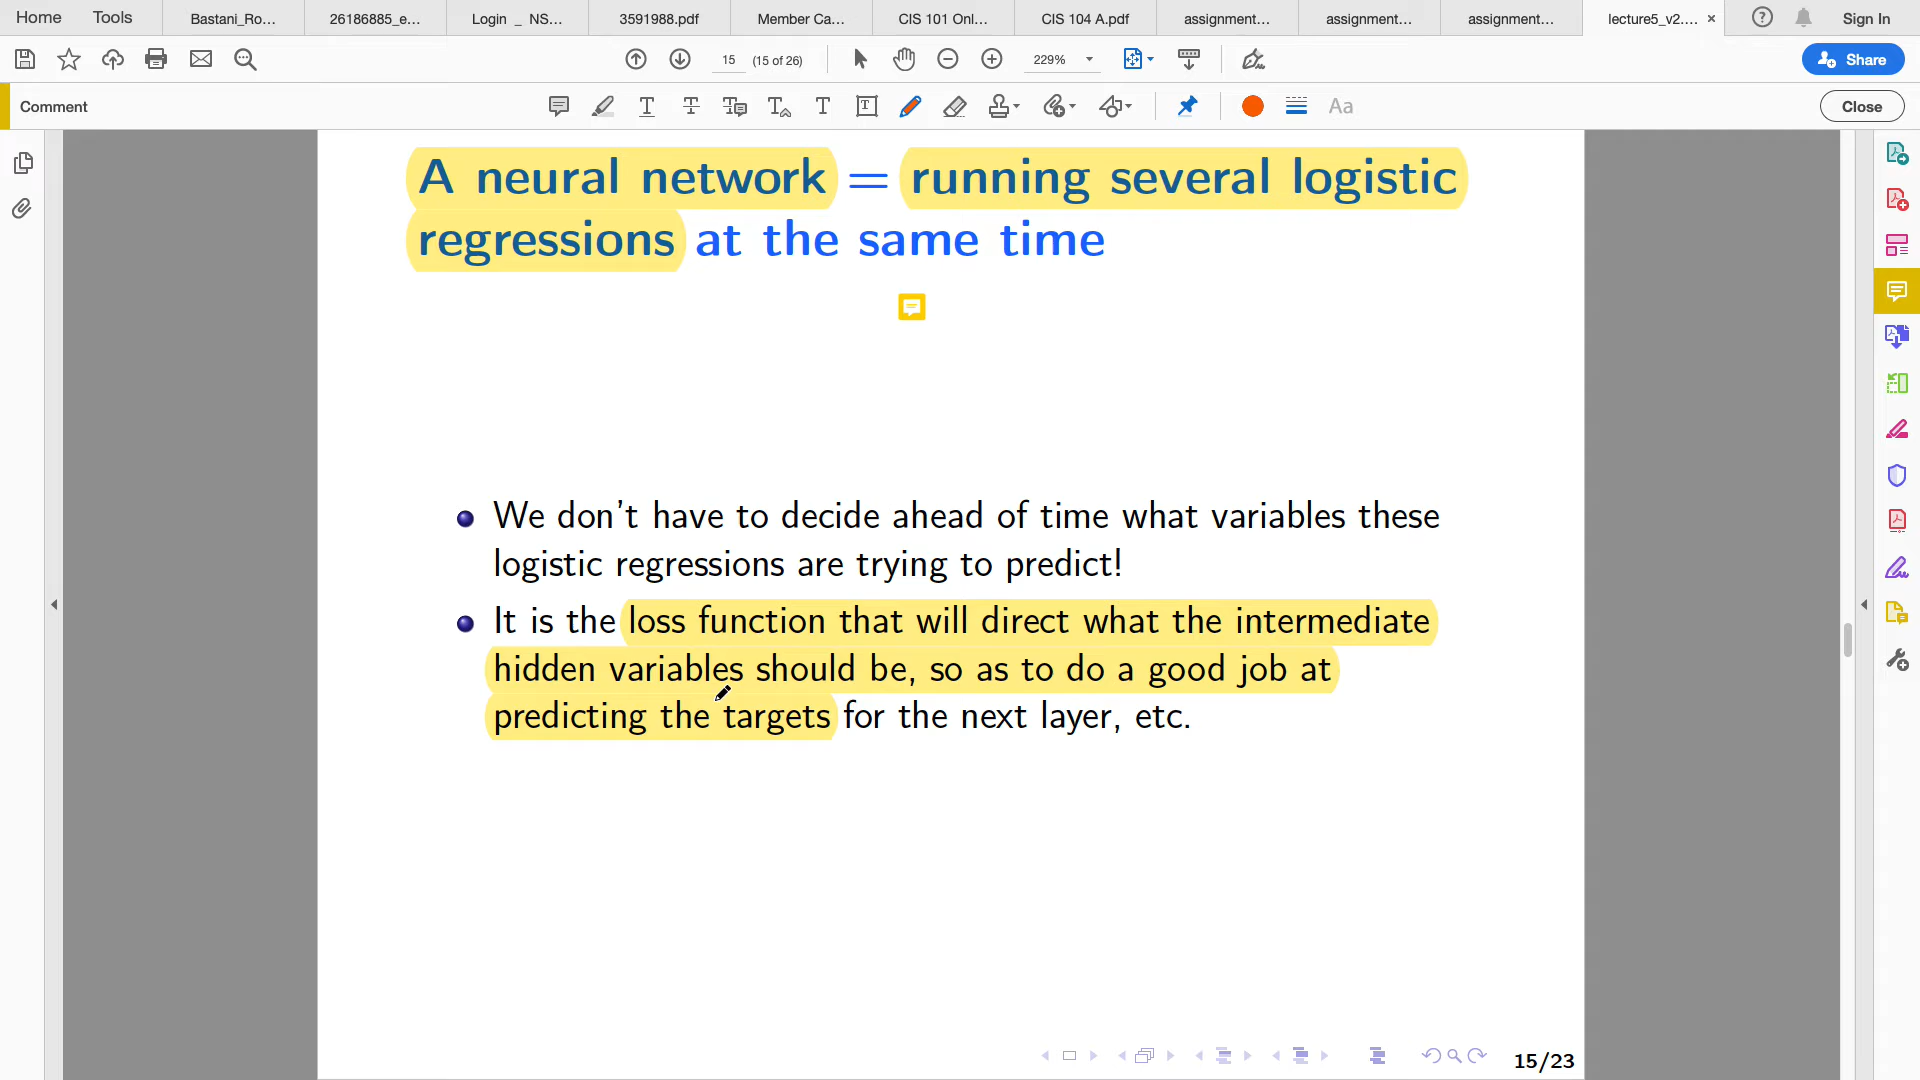 Home Tools Bastani_Ro... 26186885_e... Login _ NS... 3591988.pdf Member Ca... CIS 101 Onl... CIS 104 A.pdf assignment... assignment... assignment... lecture5_v2.... × Sign In
15 (15 of 26) 229% Share
Comment Aa Close
A neural network = running several logistic
regressions at the same time
We don't have to decide ahead of time what variables these
logistic regressions are trying to predict!
It is the loss function that will direct what the intermediate
hidden variables should be, so as to do a good job at
predicting the targets for the next layer, etc.
15/23